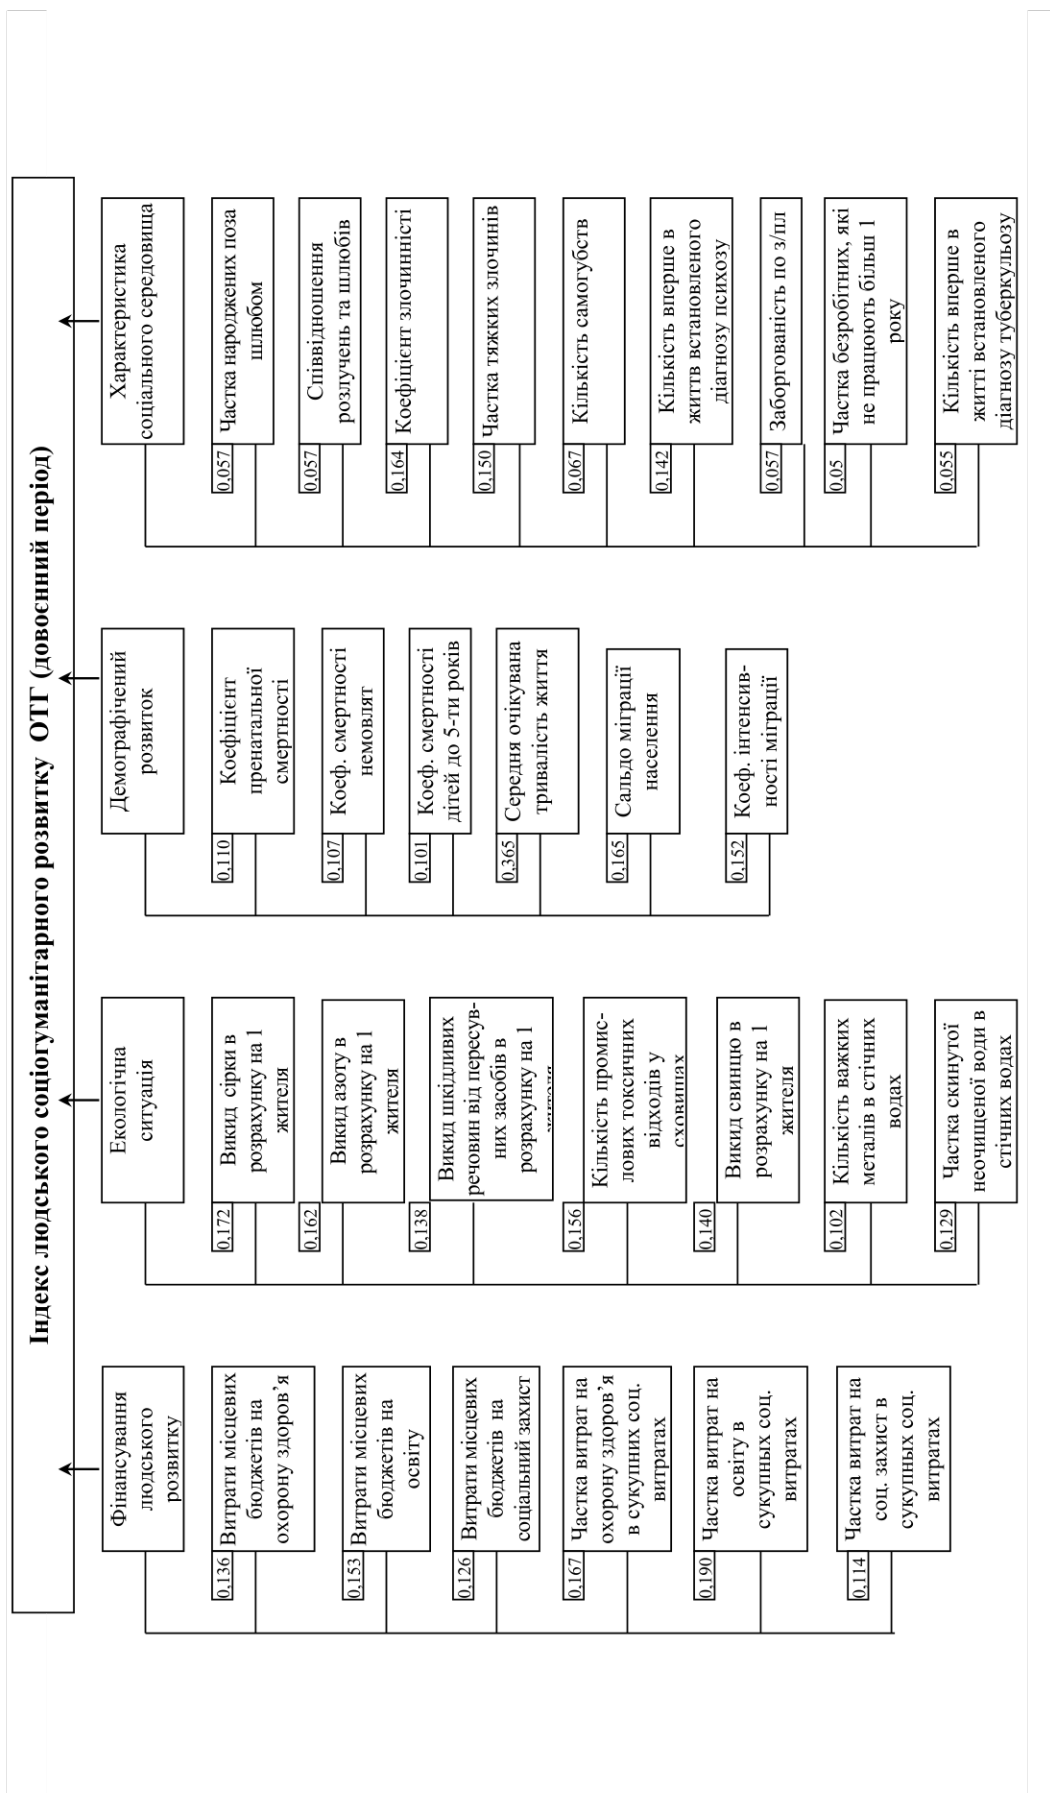 Індекс людського соціогуманітарного розвитку ОТГ (довоєнний період)
Фінансування
людського
розвитку
0,136
Витрати місцевих
бюджетів на
охорону здоров’я
0,153
Витрати місцевих
бюджетів на
освіту
0,126
Витрати місцевих
бюджетів на
соціальний захист
0,167
Частка витрат на
охорону здоров’я
в сукупних соц.
витратах
0,190
Частка витрат на
освіту в
сукупных соц.
витратах
0,114
Частка витрат на
соц. захист в
сукупных соц.
витратах
Екологічна
ситуація
0,172
Викид сірки в
розрахунку на 1
жителя
0,162
Викид азоту в
розрахунку на 1
жителя
0,138
Викид шкідливих
речовин від пересув-
них засобів в
розрахунку на 1
жителя
0,156
Кількість промис-
лових токсичних
відходів у
сховищах
0,140
Викид свинцю в
розрахунку на 1
жителя
0,102
Кількість важких
металів в стічних
водах
0,129
Частка скинутої
неочищеної води в
стічних водах
Демографічений
розвиток
0,110
Коефіцієнт
пренатальної
смертності
0,107
Коеф. смертності
немовлят
0,101
Коеф. смертності
дітей до 5-ти років
0,365
Середня очікувана
тривалість життя
0,165
Сальдо міграції
населення
0,152
Коеф. інтенсив-
ності міграції
Характеристика
соціального середовища
0,057
Частка народжених поза
шлюбом
0,057
Співвідношення
розлучень та шлюбів
0,164
Коефіцієнт злочинністі
0,150
Частка тяжких злочинів
0,067
Кількість самогубств
0,142
Кількість вперше в
життв встановленого
діагнозу психозу
0,057
Заборгованість по з/пл
0,05
Частка безробітних, які
не працюють більш 1
року
0,055
Кількість вперше в
житті встановленого
діагнозу туберкульозу